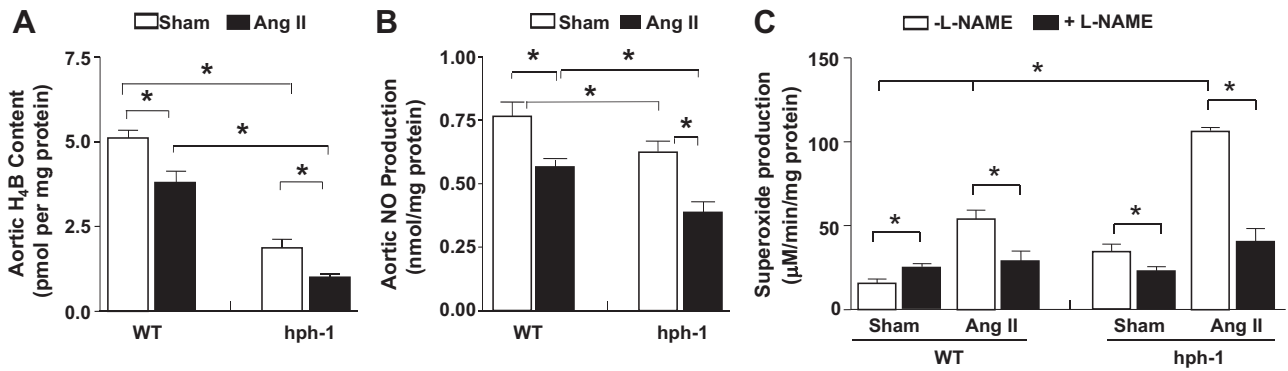 A
Sham Ang II
Aortic H₄B Content
(pmol per mg protein)
7.5
5.0
2.5
0.0
* * * *
WT hph-1
B
Sham Ang II
Aortic NO Production
(nmol/mg protein)
1.00
0.75
0.50
0.25
0.00
* * * *
WT hph-1
C
-L-NAME + L-NAME
Superoxide production
(µM/min/mg protein)
150
100
50
0
* * * * *
Sham Ang II Sham Ang II
WT hph-1